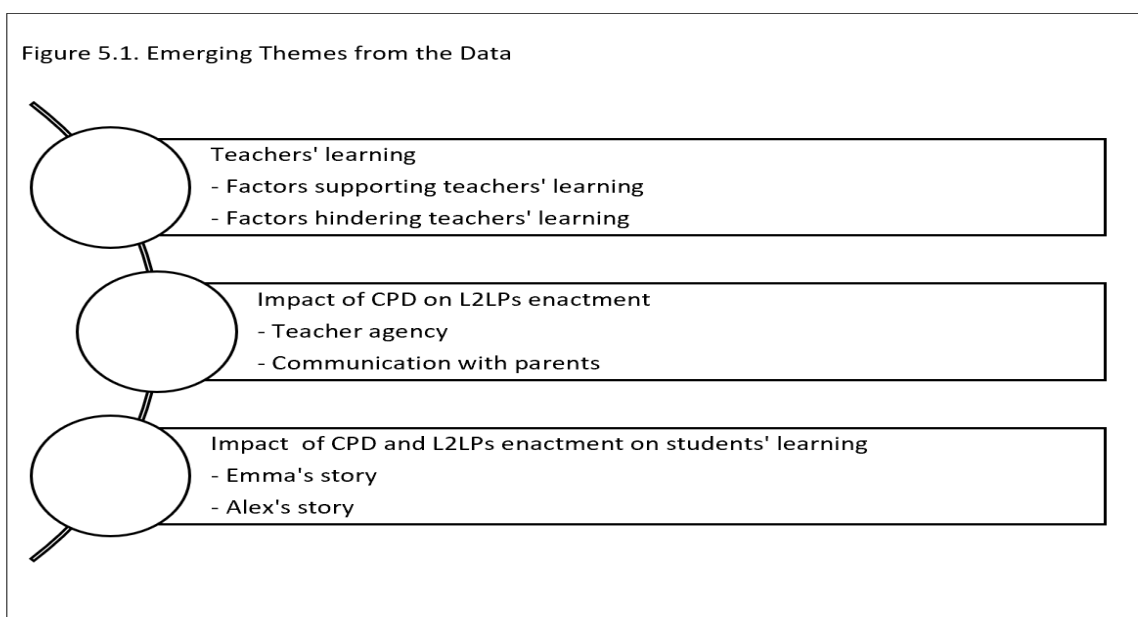 Figure 5.1. Emerging Themes from the Data
Teachers' learning
- Factors supporting teachers' learning
- Factors hindering teachers' learning
Impact of CPD on L2LPs enactment
- Teacher agency
- Communication with parents
Impact  of CPD and L2LPs enactment on students' learning
- Emma's story
- Alex's story